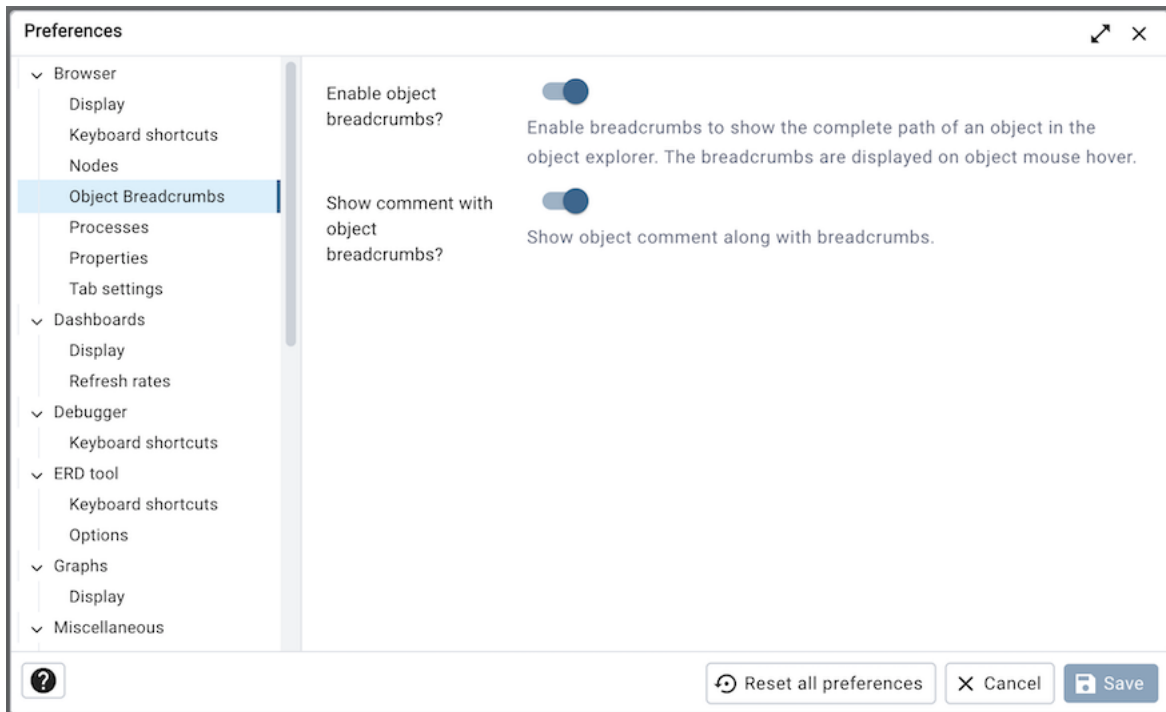 Preferences
Browser
Display
Keyboard shortcuts
Nodes
Object Breadcrumbs
Processes
Properties
Tab settings
Dashboards
Display
Refresh rates
Debugger
Keyboard shortcuts
ERD tool
Keyboard shortcuts
Options
Graphs
Display
Miscellaneous
Enable object
breadcrumbs?
Enable breadcrumbs to show the complete path of an object in the
object explorer. The breadcrumbs are displayed on object mouse hover.
Show comment with
object
breadcrumbs?
Show object comment along with breadcrumbs.
?
Reset all preferences
Cancel
Save